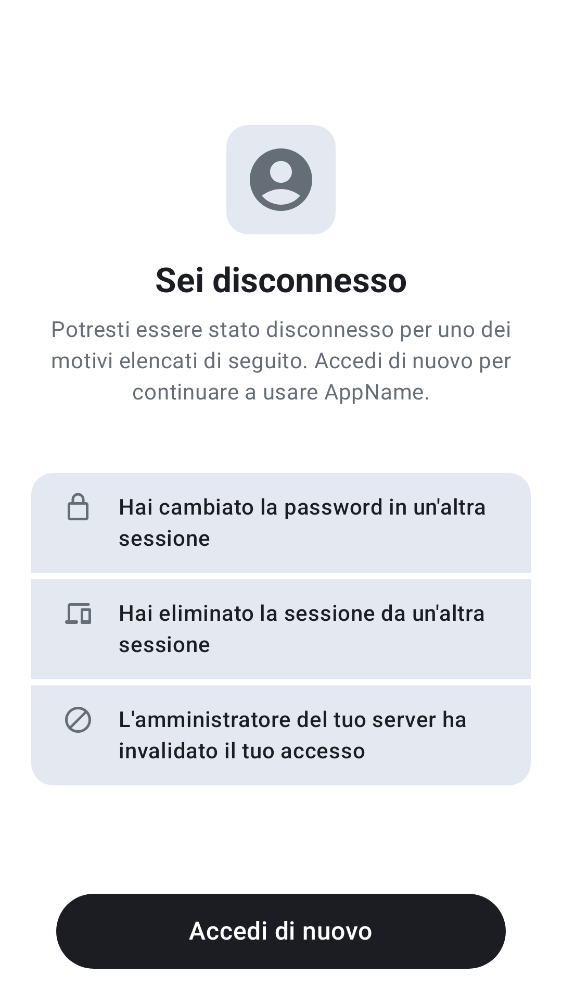 Sei disconnesso
Potresti essere stato disconnesso per uno dei
motivi elencati di seguito. Accedi di nuovo per
continuare a usare AppName.
Hai cambiato la password in un'altra
sessione
Hai eliminato la sessione da un'altra
sessione
L'amministratore del tuo server ha
invalidato il tuo accesso
Accedi di nuovo